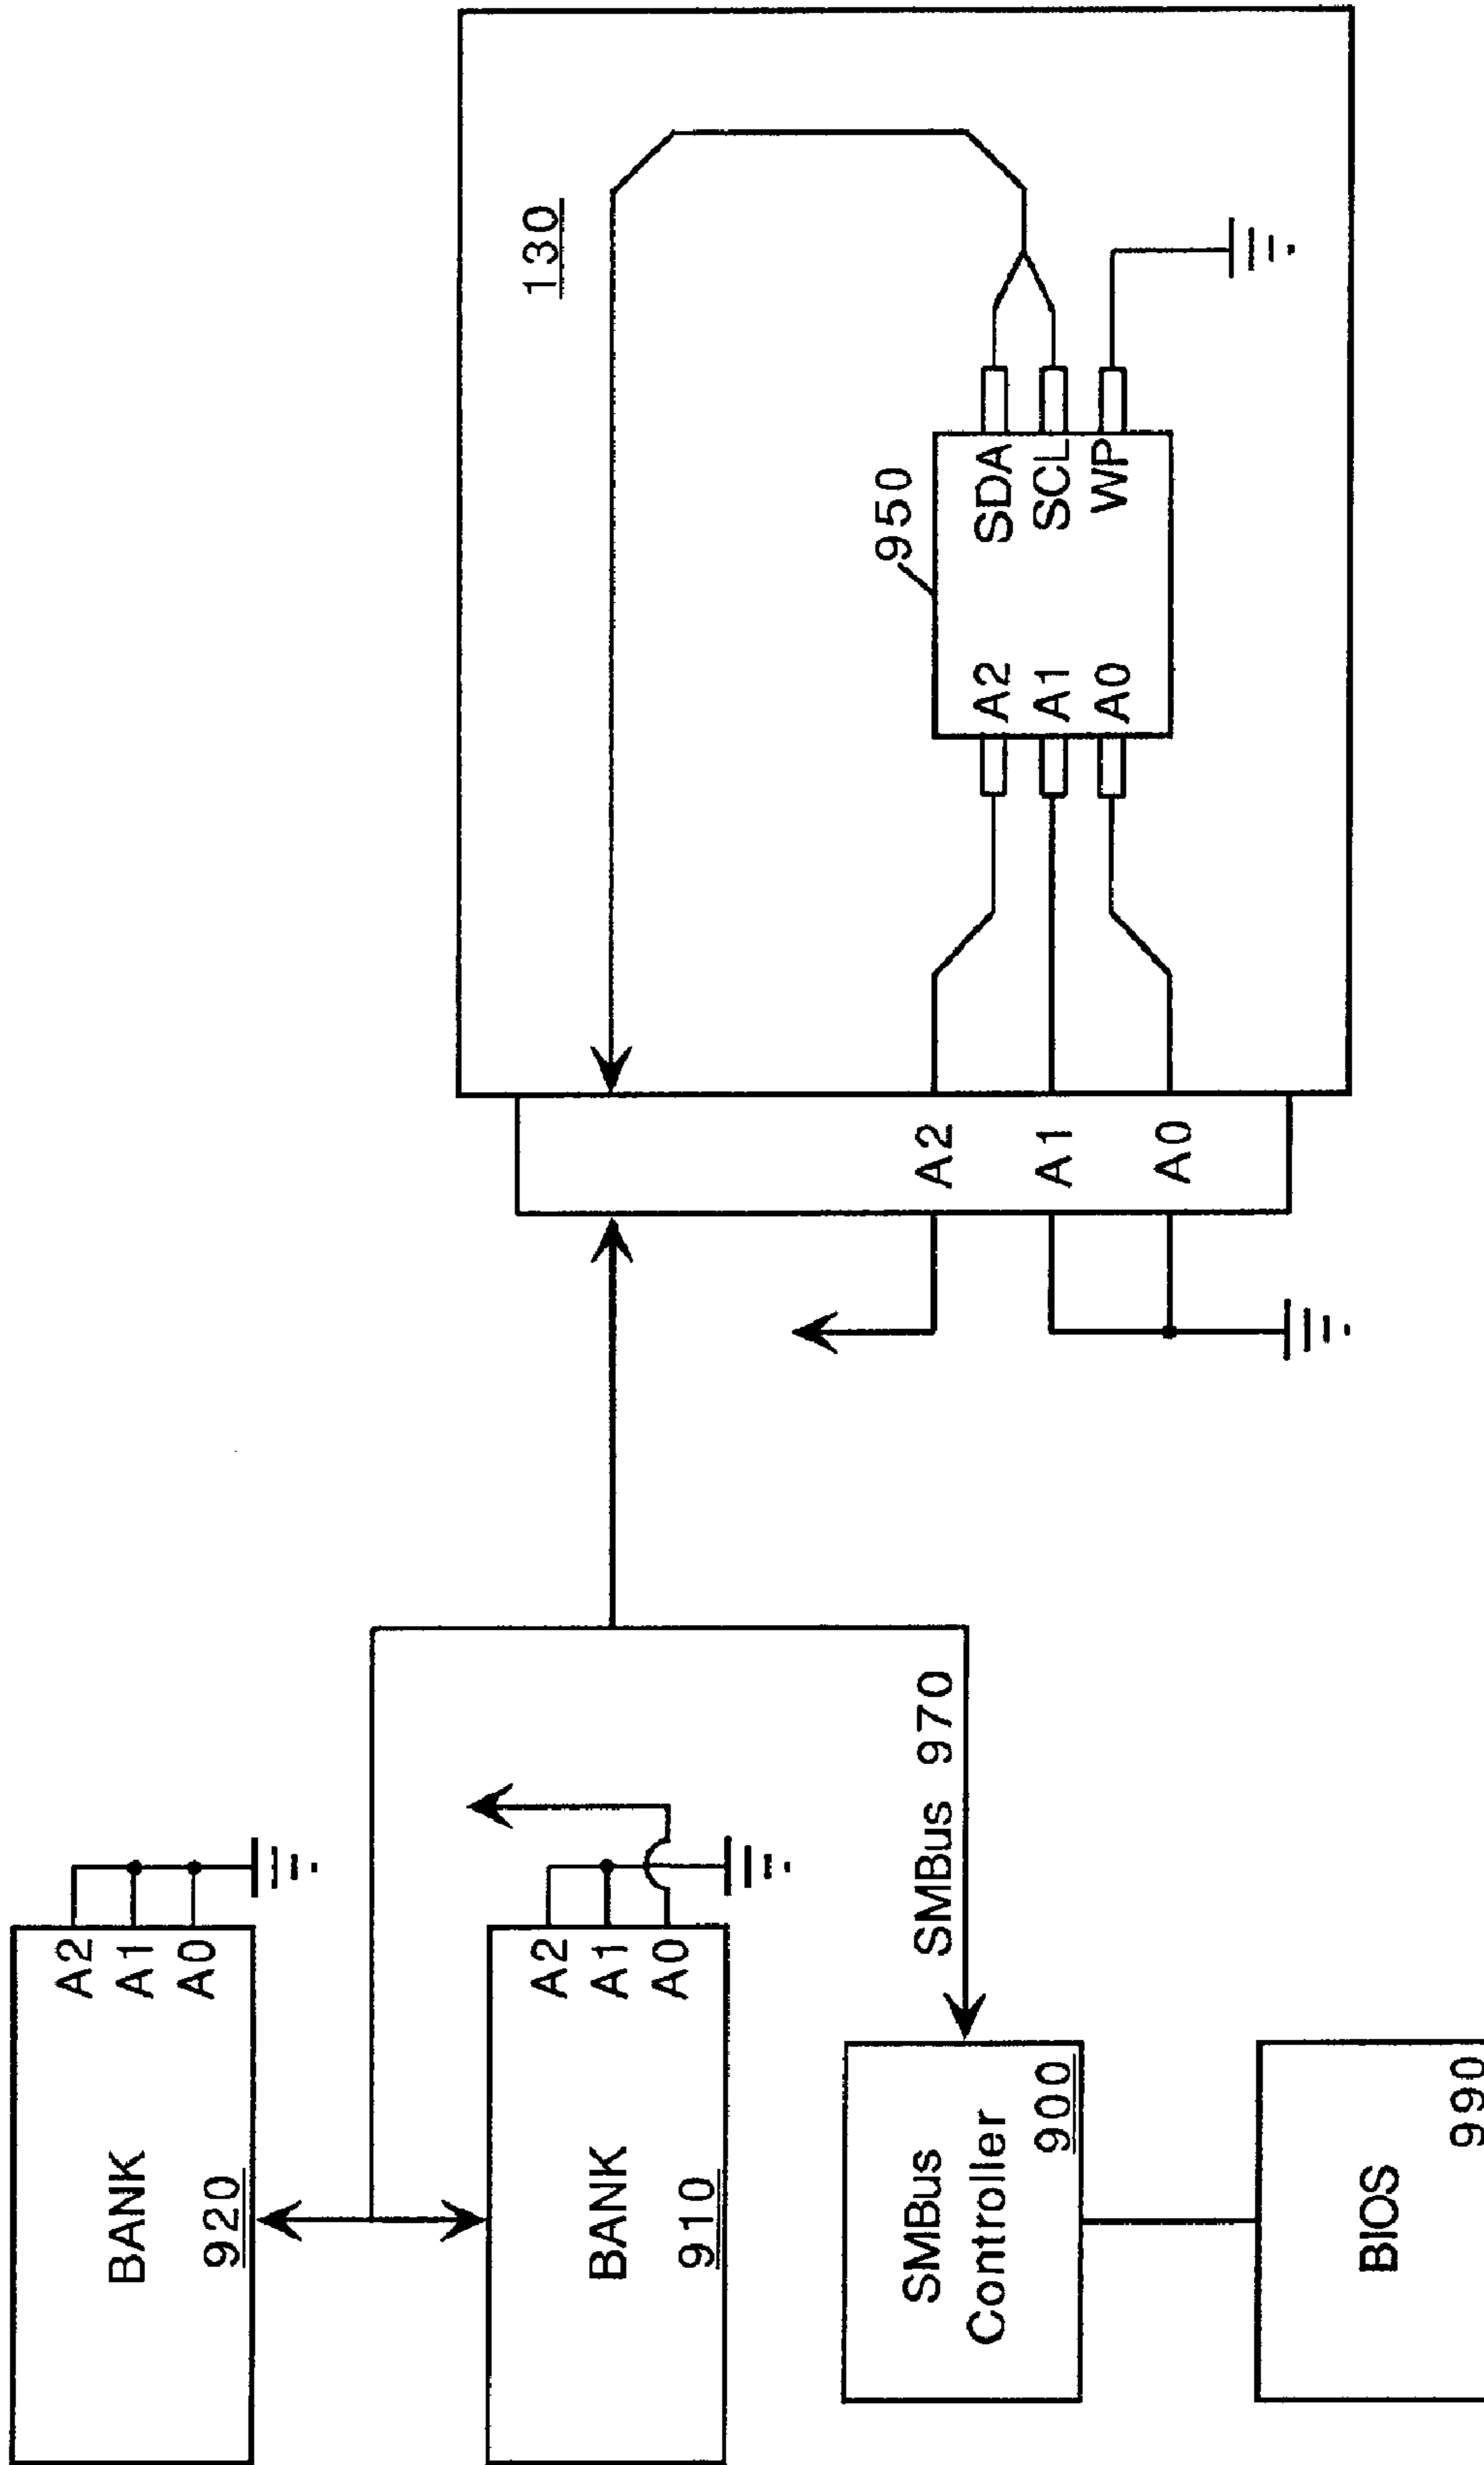 BANK
920
A2
A1
A0
BANK
910
A2
A1
A0
SMBus
Controller
900
SMBus 970
BIOS
990
A2
A1
A0
130
950
A2
A1
A0
SDA
SCL
WP